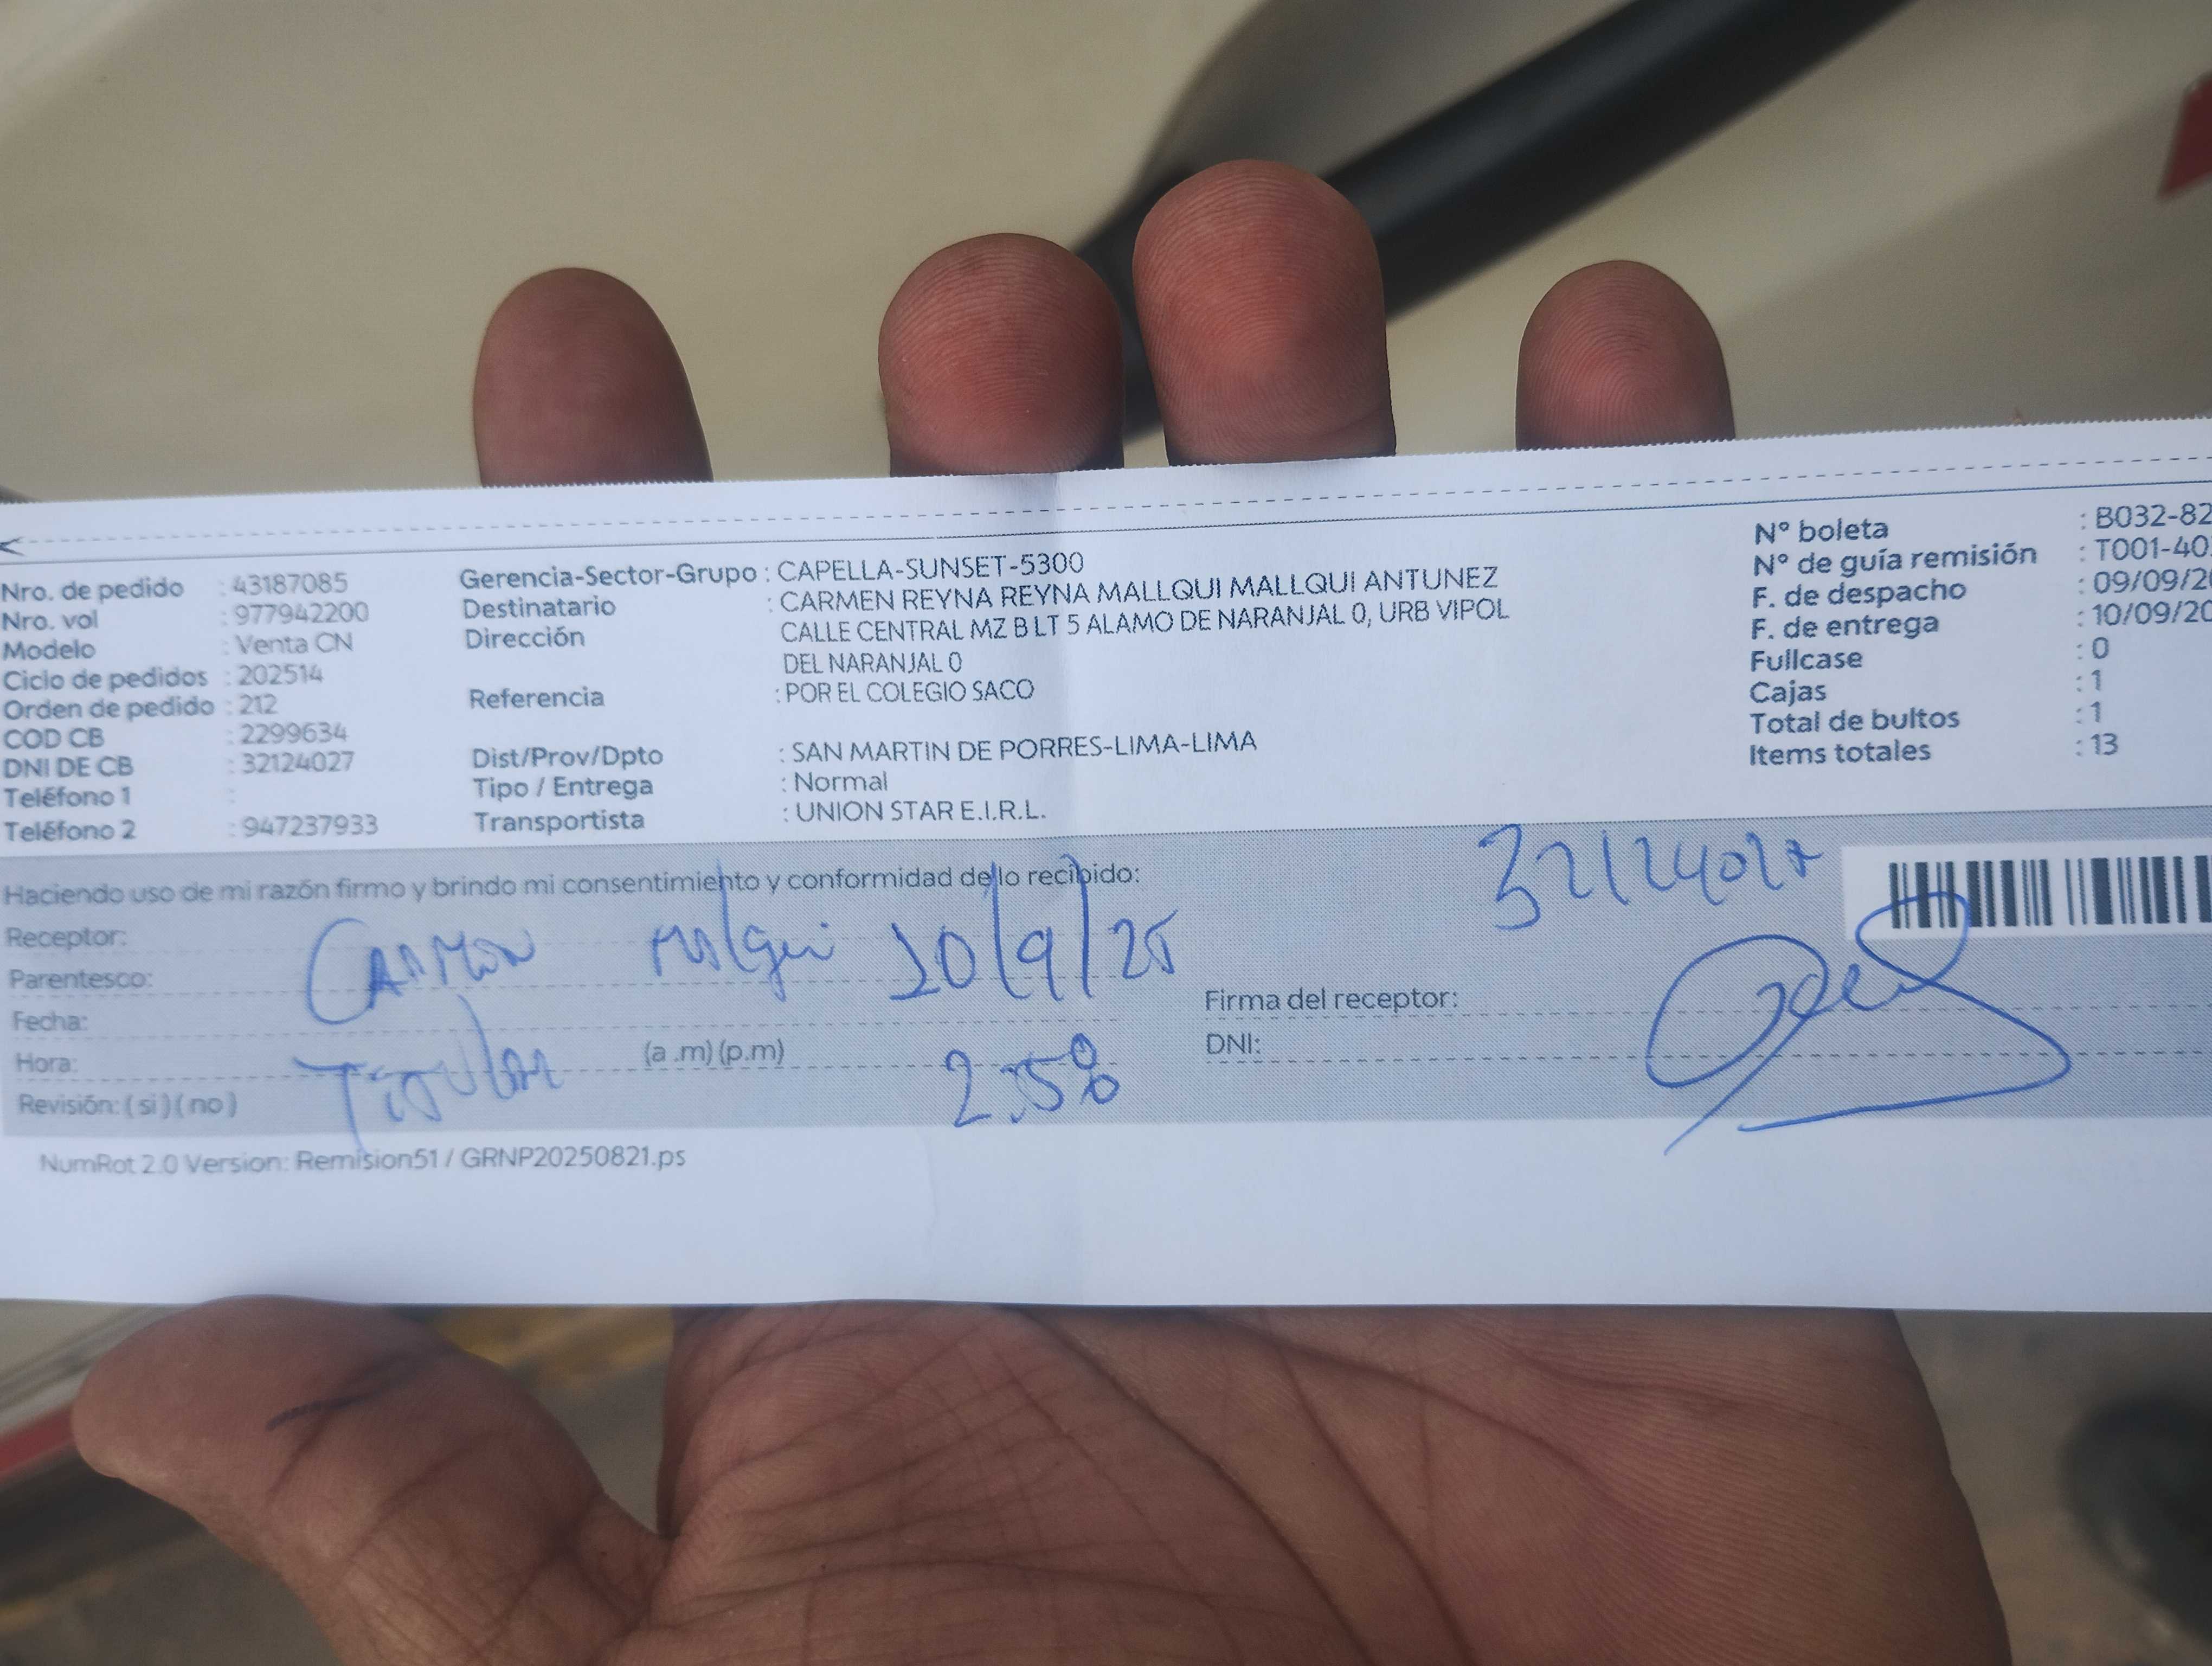 Nro. de pedido : 43187085
Nro. vol : 977942200
Modelo : Venta CN
Ciclo de pedidos : 202514
Orden de pedido : 212
COD CB : 2299634
DNI DE CB : 32124027
Teléfono 1 :
Teléfono 2 : 947237933
Gerencia-Sector-Grupo : CAPELLA-SUNSET-5300
Destinatario : CARMEN REYNA REYNA MALLQUI MALLQUI ANTUNEZ
Dirección CALLE CENTRAL MZ B LT 5 ALAMO DE NARANJAL 0, URB VIPOL
DEL NARANJAL 0
Referencia : POR EL COLEGIO SACO
Dist/Prov/Dpto : SAN MARTIN DE PORRES-LIMA-LIMA
Tipo / Entrega : Normal
Transportista : UNION STAR E.I.R.L.
N° boleta : B032-82
N° de guía remisión : T001-40
F. de despacho : 09/09/20
F. de entrega : 10/09/20
Fullcase : 0
Cajas : 1
Total de bultos : 1
Items totales : 13
Haciendo uso de mi razón firmo y brindo mi consentimiento y conformidad de lo recibido:
32124027
Receptor:
Carmen 10/9/25
Parentesco:
Fecha:
Firma del receptor:
Hora: (a .m) (p.m)
Titular
DNI:
Revisión: ( si ) ( no )
NumRot 2.0 Version: Remision51 / GRNP20250821.ps